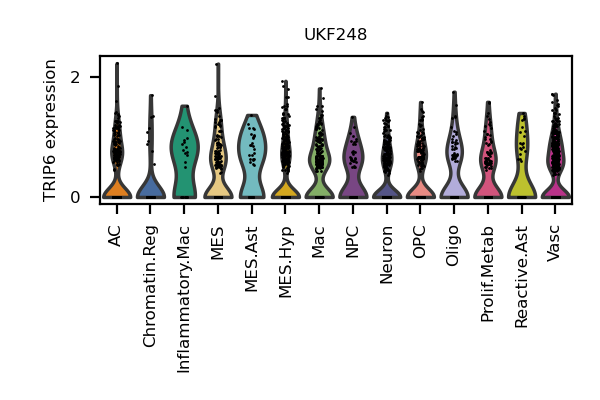 UKF248
TRIP6 expression
2
0
AC
Chromatin.Reg
Inflammatory.Mac
MES
MES.Ast
MES.Hyp
Mac
NPC
Neuron
OPC
Oligo
Prolif.Metab
Reactive.Ast
Vasc